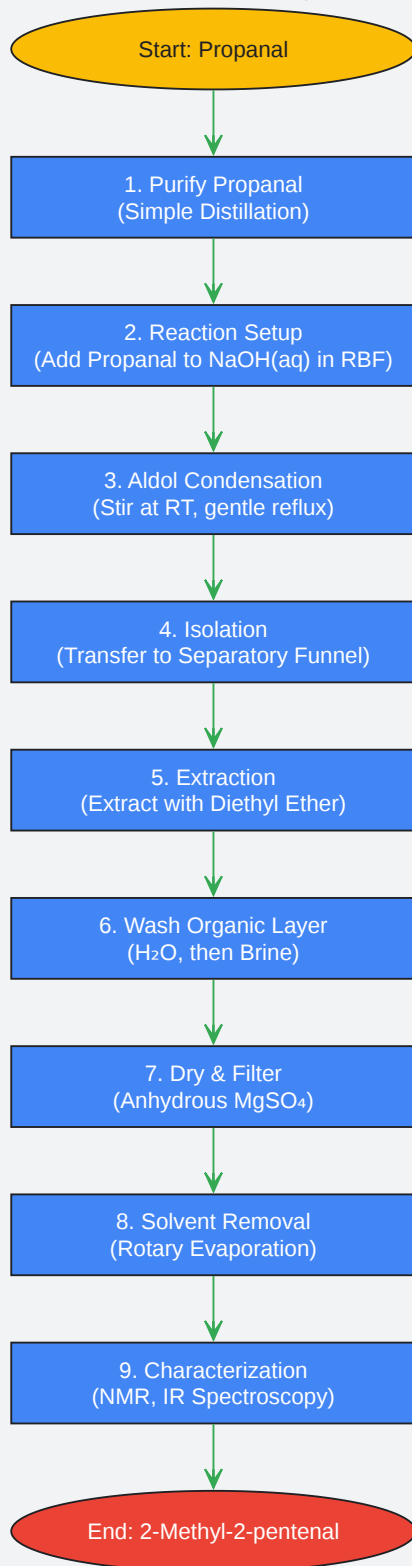 Start: Propanal
1. Purify Propanal
(Simple Distillation)
2. Reaction Setup
(Add Propanal to NaOH(aq) in RBF)
3. Aldol Condensation
(Stir at RT, gentle reflux)
4. Isolation
(Transfer to Separatory Funnel)
5. Extraction
(Extract with Diethyl Ether)
6. Wash Organic Layer
(H₂O, then Brine)
7. Dry & Filter
(Anhydrous MgSO₄)
8. Solvent Removal
(Rotary Evaporation)
9. Characterization
(NMR, IR Spectroscopy)
End: 2-Methyl-2-pentenal